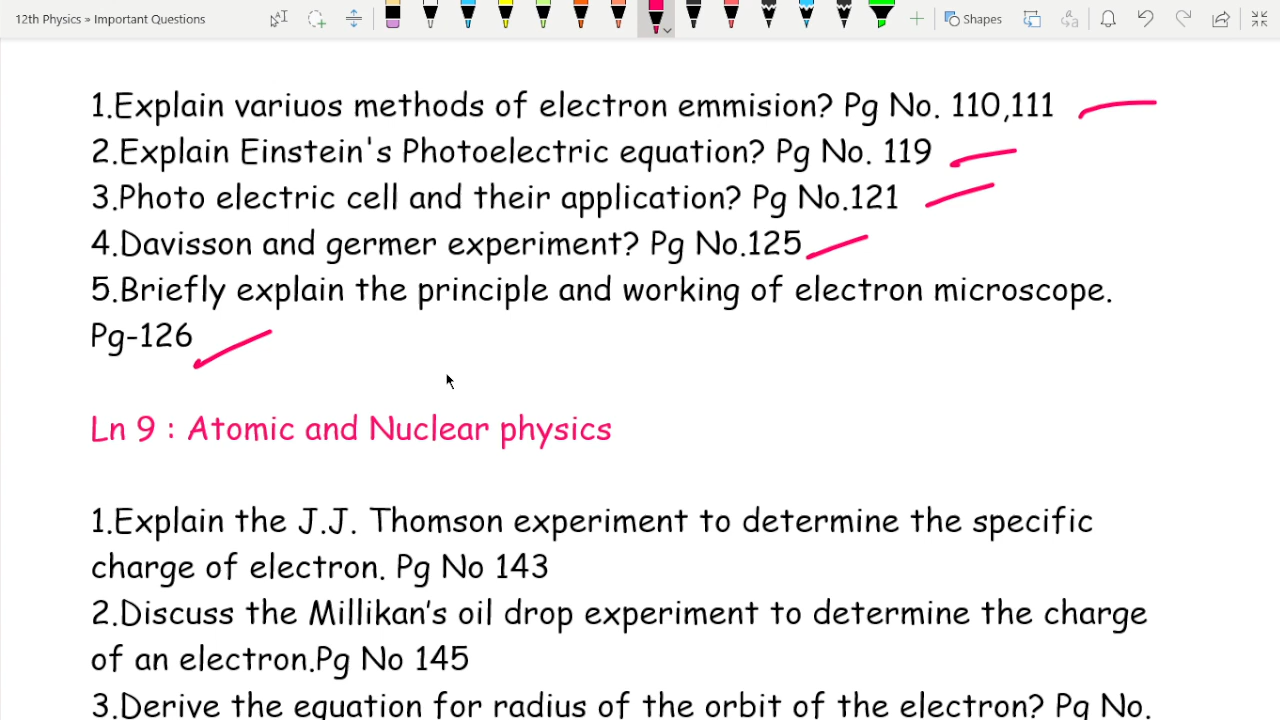 12th Physics » Important Questions
Shapes
1.Explain variuos methods of electron emmision? Pg No. 110,111
2.Explain Einstein's Photoelectric equation? Pg No. 119
3.Photo electric cell and their application? Pg No.121
4.Davisson and germer experiment? Pg No.125
5.Briefly explain the principle and working of electron microscope.
Pg-126
Ln 9 : Atomic and Nuclear physics
1.Explain the J.J. Thomson experiment to determine the specific
charge of electron. Pg No 143
2.Discuss the Millikan’s oil drop experiment to determine the charge
of an electron.Pg No 145
3.Derive the equation for radius of the orbit of the electron? Pg No.